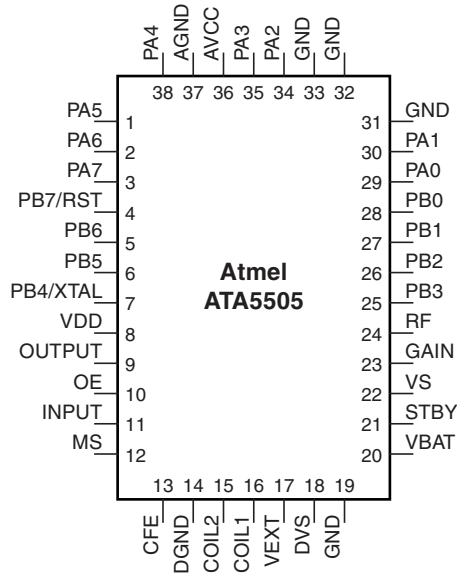 PA4 AGND AVCC PA3 PA2 GND GND
38 37 36 35 34 33 32
PA5 1
PA6 2
PA7 3
PB7/RST 4
PB6 5
PB5 6
PB4/XTAL 7
VDD 8
OUTPUT 9
OE 10
INPUT 11
MS 12
Atmel
ATA5505
31 GND
30 PA1
29 PA0
28 PB0
27 PB1
26 PB2
25 PB3
24 RF
23 GAIN
22 VS
21 STBY
20 VBAT
13 14 15 16 17 18 19
CFE DGND COIL2 COIL1 VEXT DVS GND